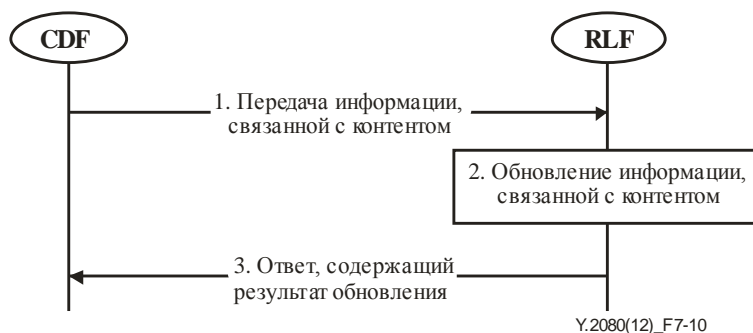 CDF
RLF
1. Передача информации,
связанной с контентом
2. Обновление информации,
связанной с контентом
3. Ответ, содержащий
результат обновления
Y.2080(12)_F7-10